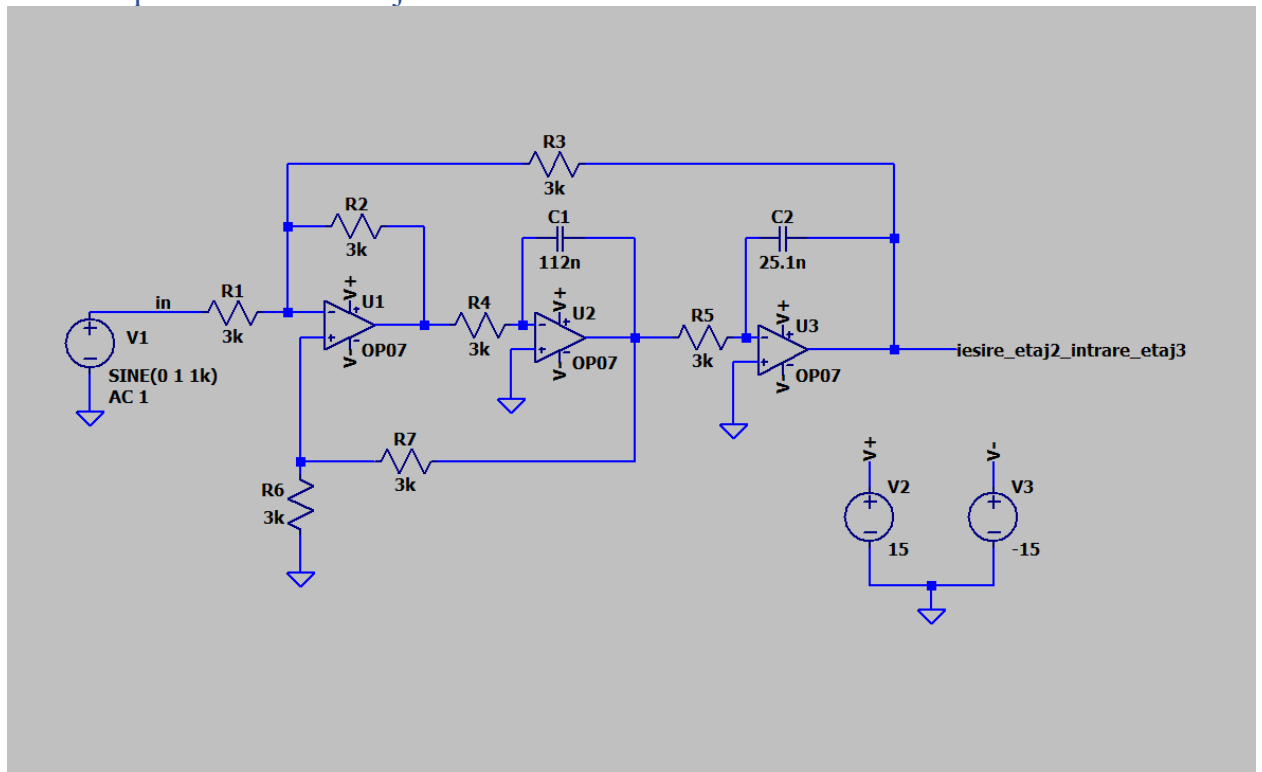 R3
3k
R2
3k
C1
112n
C2
25.1n
in
R1
3k
V+
U1
V-
OP07
R4
3k
V+
U2
V-
OP07
R5
3k
V+
U3
V-
OP07
iesire_etaj2_intrare_etaj3
V1
SINE(0 1 1k)
AC 1
R7
3k
R6
3k
V+
V2
15
V-
V3
-15